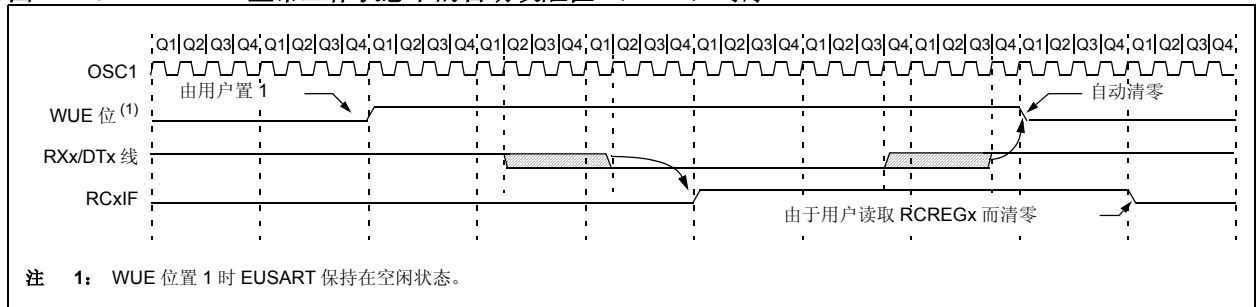 Q1 Q2 Q3 Q4 Q1 Q2 Q3 Q4 Q1 Q2 Q3 Q4 Q1 Q2 Q3 Q4 Q1 Q2 Q3 Q4 Q1 Q2 Q3 Q4 Q1 Q2 Q3 Q4 Q1 Q2 Q3 Q4 Q1 Q2 Q3 Q4 Q1 Q2 Q3 Q4
OSC1
由用户置 1
自动清零
WUE 位 (1)
RXx/DTx 线
RCxIF
由于用户读取 RCREGx 而清零
注 1: WUE 位置 1 时 EUSART 保持在空闲状态。